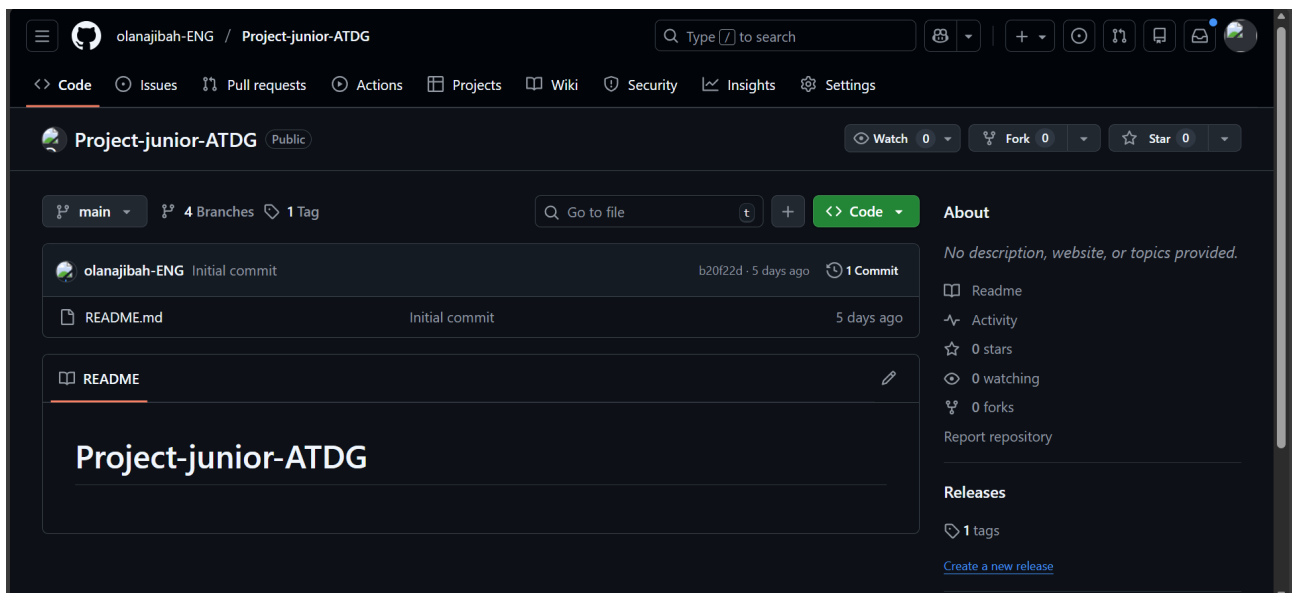 olanajibah-ENG / Project-junior-ATDG Type / to search
Code Issues Pull requests Actions Projects Wiki Security Insights Settings
Project-junior-ATDG Public Watch 0 Fork 0 Star 0
main 4 Branches 1 Tag Go to file t Code
olanajibah-ENG Initial commit b20f22d · 5 days ago 1 Commit
README.md Initial commit 5 days ago
README
Project-junior-ATDG
About
No description, website, or topics provided.
Readme
Activity
0 stars
0 watching
0 forks
Report repository
Releases
1 tags
Create a new release